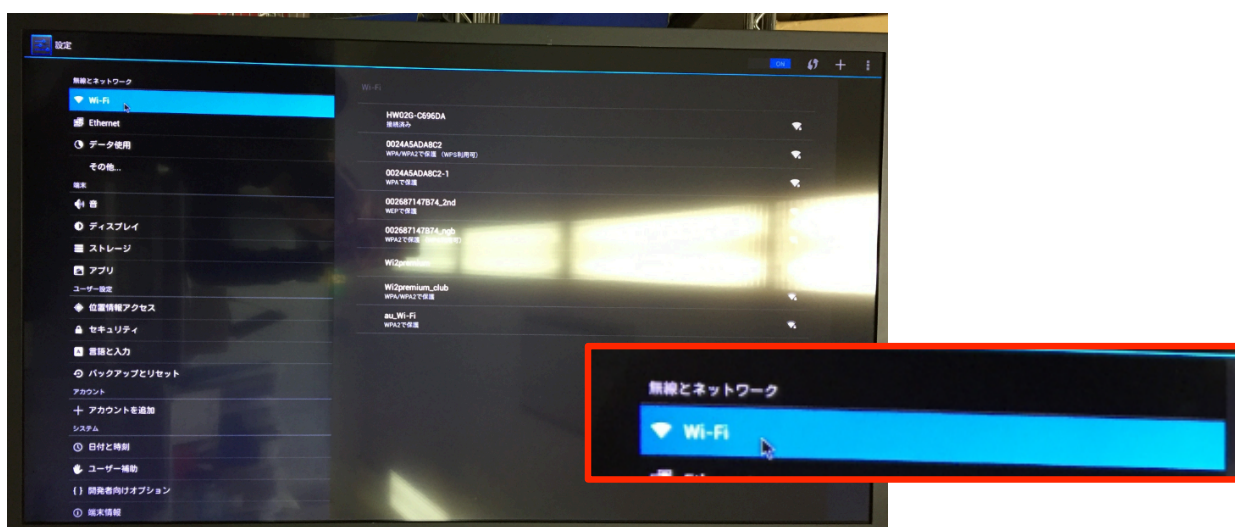 設定
ON
無線とネットワーク
Wi-Fi
Ethernet
データ使用
その他...
端末
音
ディスプレイ
ストレージ
アプリ
ユーザー設定
位置情報アクセス
セキュリティ
言語と入力
バックアップとリセット
アカウント
アカウントを追加
システム
日付と時刻
ユーザー補助
{ } 開発者向けオプション
端末情報
Wi-Fi
HW02G-C696DA
接続済み
0024A5ADA8C2
WPA/WPA2で保護 (WPS利用可)
0024A5ADA8C2-1
WPAで保護
002687147B74_2nd
WEPで保護
002687147B74_ngb
WPA2で保護
Wi2premium
Wi2premium_club
WPA/WPA2で保護
au_Wi-Fi
WPA2で保護
無線とネットワーク
Wi-Fi